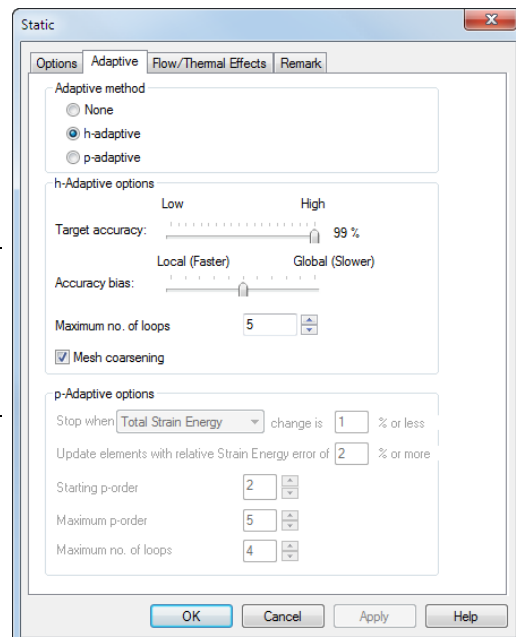 Static
Options Adaptive Flow/Thermal Effects Remark
Adaptive method
None
h-adaptive
p-adaptive
h-Adaptive options
Low High
Target accuracy: 99 %
Local (Faster) Global (Slower)
Accuracy bias:
Maximum no. of loops 5
Mesh coarsening
p-Adaptive options
Stop when Total Strain Energy change is 1 % or less
Update elements with relative Strain Energy error of 2 % or more
Starting p-order 2
Maximum p-order 5
Maximum no. of loops 4
OK Cancel Apply Help